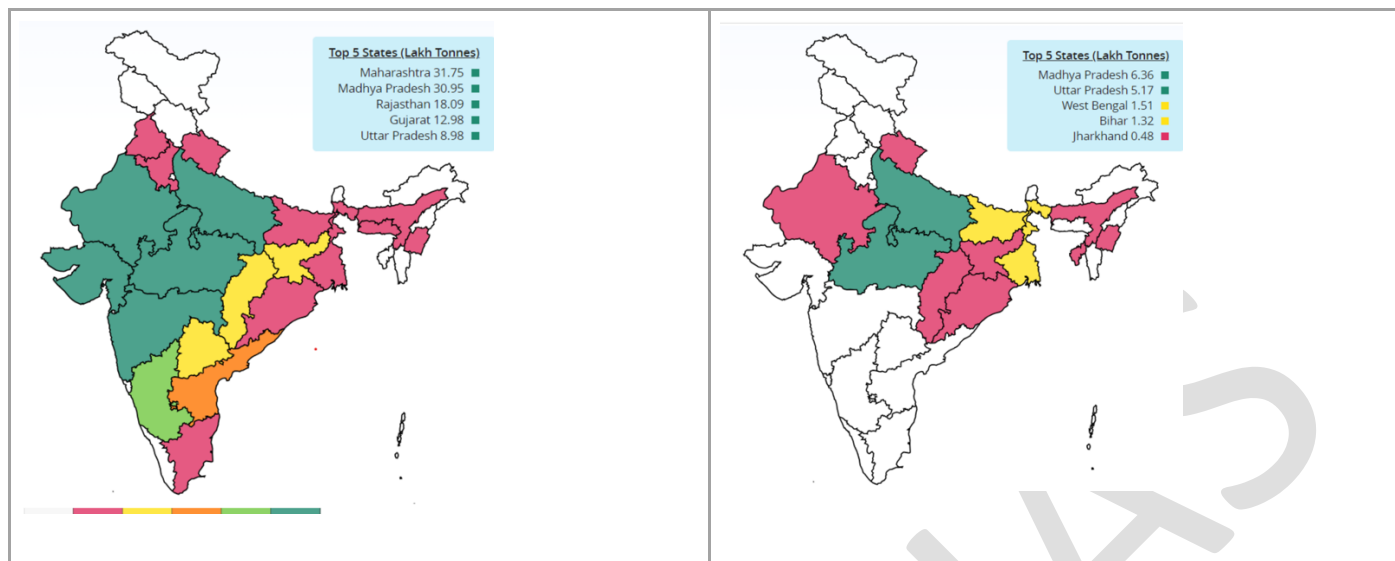 Top 5 States (Lakh Tonnes)
Maharashtra 31.75
Madhya Pradesh 30.95
Rajasthan 18.09
Gujarat 12.98
Uttar Pradesh 8.98
Top 5 States (Lakh Tonnes)
Madhya Pradesh 6.36
Uttar Pradesh 5.17
West Bengal 1.51
Bihar 1.32
Jharkhand 0.48